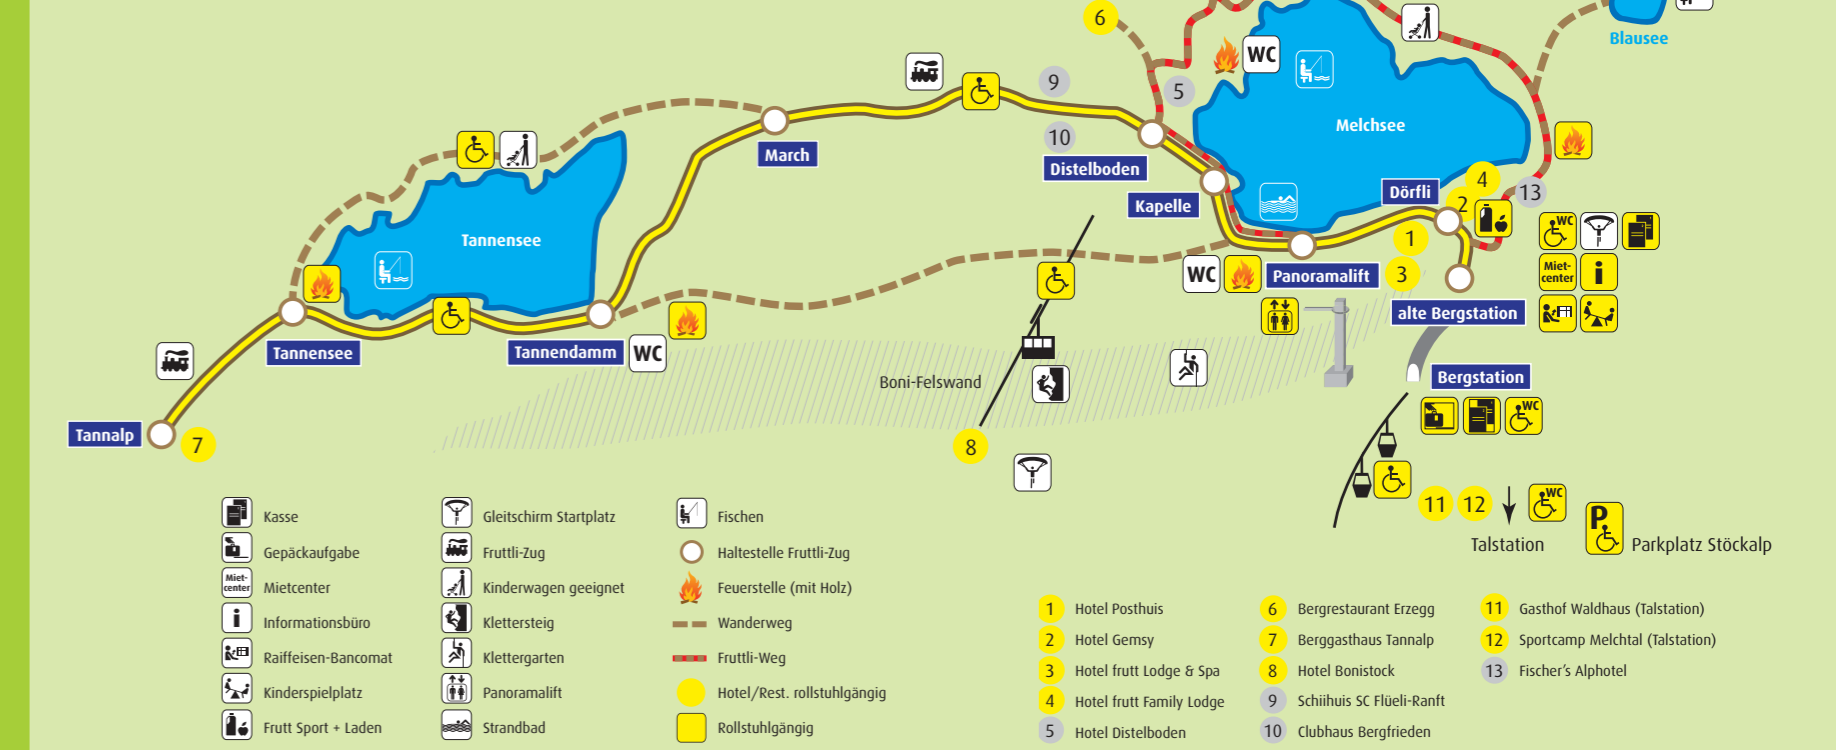 6
Blausee
WC
9
5
Melchsee
10
March
Distelboden
4
Dörfli
13
Kapelle
2
Tannensee
1
WC
Miet-
center
i
WC
Panoramalift
3
alte Bergstation
Tannensee
Tannendamm
WC
Boni-Felswand
Bergstation
WC
Tannalp
7
8
11
12
WC
P
Talstation
Parkplatz Stöckalp
Kasse
Gepäckaufgabe
Miet-
center
Mietcenter
i
Informationsbüro
Raiffeisen-Bancomat
Kinderspielplatz
Frutt Sport + Laden
Gleitschirm Startplatz
Fruttli-Zug
Kinderwagen geeignet
Klettersteig
Klettergarten
Panoramalift
Strandbad
Fischen
Haltestelle Fruttli-Zug
Feuerstelle (mit Holz)
Wanderweg
Fruttli-Weg
Hotel/Rest. rollstuhlgängig
Rollstuhlgängig
1 Hotel Posthuis
2 Hotel Gemsy
3 Hotel frutt Lodge & Spa
4 Hotel frutt Family Lodge
5 Hotel Distelboden
6 Bergrestaurant Erzegg
7 Berggasthaus Tannalp
8 Hotel Bonistock
9 Schiihuis SC Flüeli-Ranft
10 Clubhaus Bergfrieden
11 Gasthof Waldhaus (Talstation)
12 Sportcamp Melchtal (Talstation)
13 Fischer's Alphotel